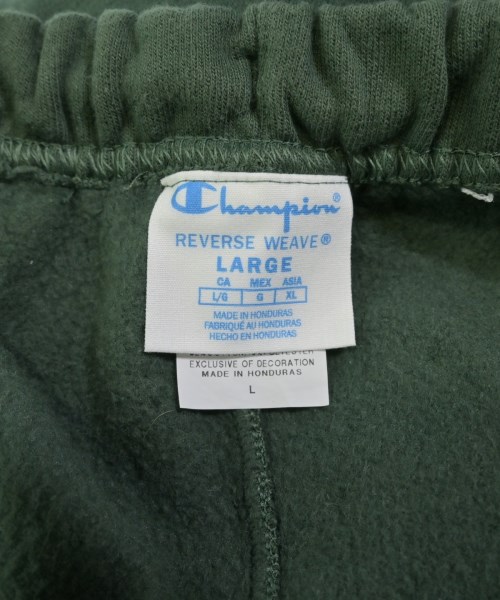 Champion®
REVERSE WEAVE®
LARGE
CA MEX ASIA
L/G G XL
MADE IN HONDURAS
FABRIQUÉ AU HONDURAS
HECHO EN HONDURAS
EXCLUSIVE OF DECORATION
MADE IN HONDURAS
L